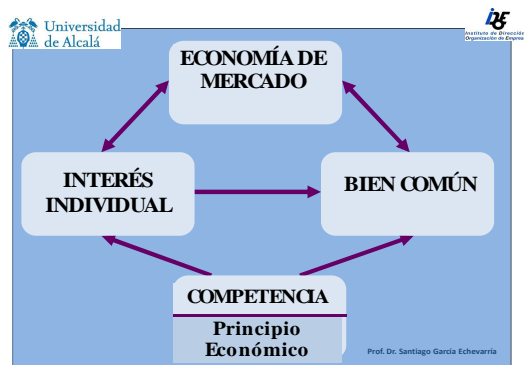 Universidad
de Alcalá
Instituto de Dirección
Organización de Empresa
ECONOMÍA DE
MERCADO
INTERÉS
INDIVIDUAL
BIEN COMÚN
COMPETENCIA
Principio
Económico
Prof. Dr. Santiago García Echevarría